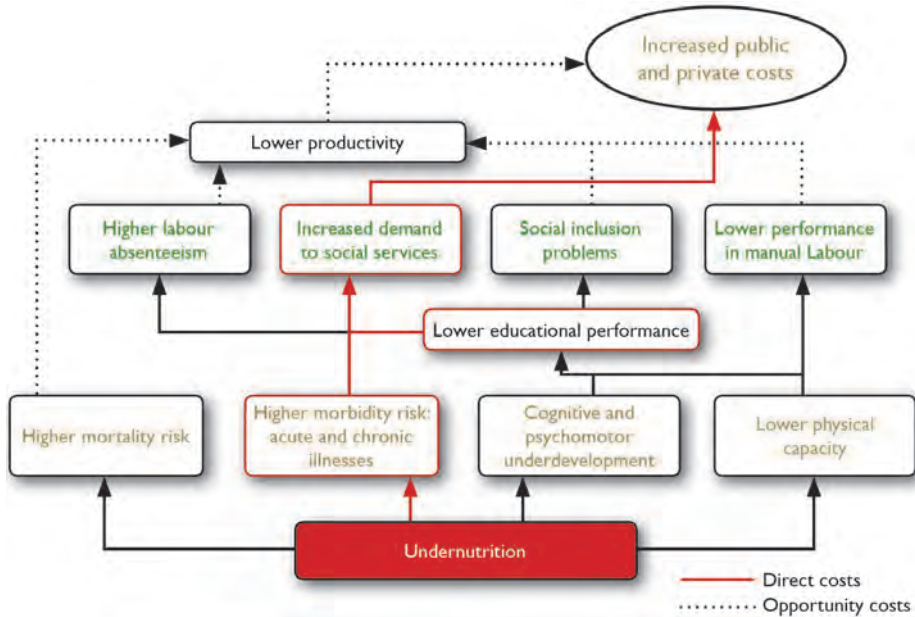 Increased public
and private costs
Lower productivity
Higher labour
absenteeism
Increased demand
to social services
Social inclusion
problems
Lower performance
in manual Labour
Lower educational performance
Higher mortality risk
Higher morbidity risk:
acute and chronic
illnesses
Cognitive and
psychomotor
underdevelopment
Lower physical
capacity
Undernutrition
Direct costs
Opportunity costs